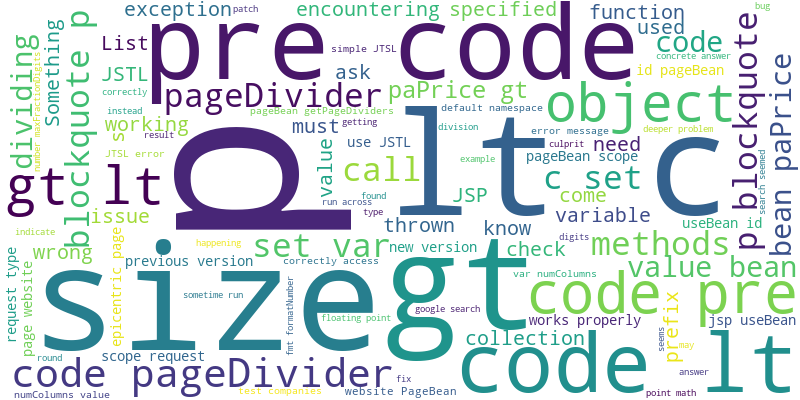 exception
patch
encountering
specified
function
used
List
pre code
simple JTSL
code
concrete answer
bug
dividing
Something
number maxFractionDigits
blockquote p
JSTL
correctly
instead
pageDivider
ask
paPrice gt
id pageBean
object
p blockquote
bean paPrice
pageBean getPageDividers
default namespace
working
result
JTSL error
s
must
getting
use JSTL
division
error message
culprit
need
deeper problem
search seemed
value
p
lt
c
gt lt
call
example
pageBean scope
c set
come
found
type
run across
JSP
variable
useBean id
issue
thrown
know
methods
wrong
happening
set var
new version
check
digits
request type
page website
indicate
epicentric page
previous version
correctly access
var numColumns
value bean
size
gt
sometime run
fmt formatNumber
floating point
google search
code pre
works properly
prefix
jsp useBean
round
scope request
collection
seems
may
code pageDivider
fix
code lt
answer
numColumns value
test companies
website PageBean
point math